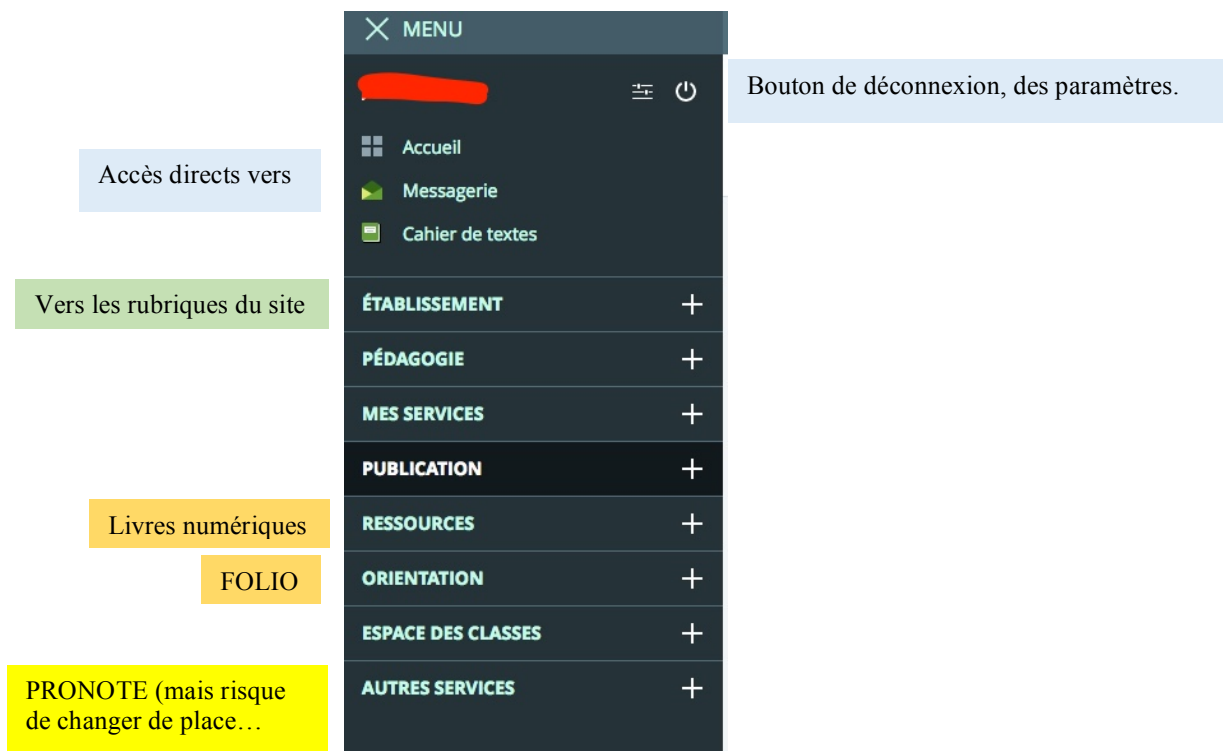 MENU
Bouton de déconnexion, des paramètres.
Accueil
Accès directs vers
Messagerie
Cahier de textes
Vers les rubriques du site
ÉTABLISSEMENT
PÉDAGOGIE
MES SERVICES
PUBLICATION
Livres numériques
RESSOURCES
FOLIO
ORIENTATION
ESPACE DES CLASSES
PRONOTE (mais risque
de changer de place…
AUTRES SERVICES